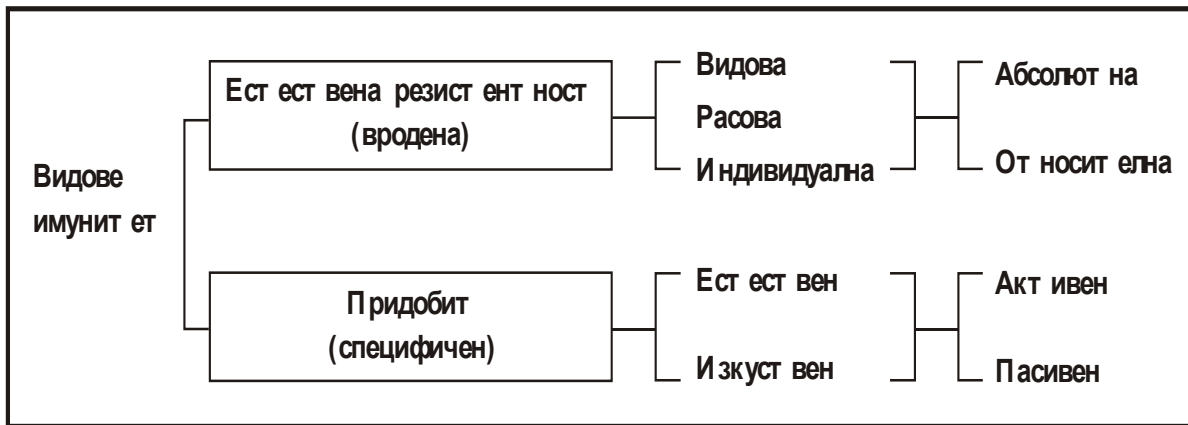 Видове
имунитет
Естествена резистентност
(вродена)
Видова
Расова
Индивидуална
Абсолютна
Относителна
Придобит
(специфичен)
Естествен
Изкуствен
Активен
Пасивен